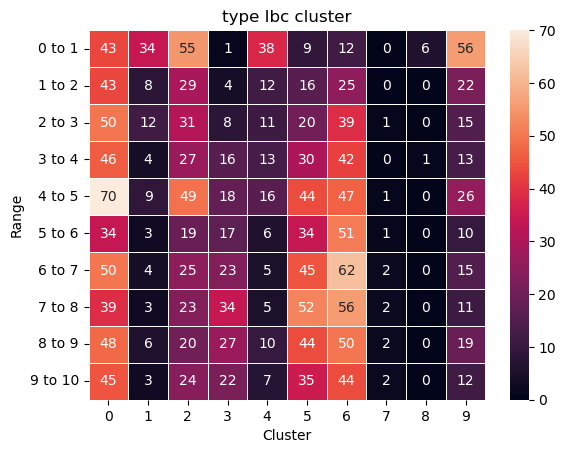 type Ibc cluster
0 to 1 43 34 55 1 38 9 12 0 6 56
1 to 2 43 8 29 4 12 16 25 0 0 22
2 to 3 50 12 31 8 11 20 39 1 0 15
3 to 4 46 4 27 16 13 30 42 0 1 13
4 to 5 70 9 49 18 16 44 47 1 0 26
5 to 6 34 3 19 17 6 34 51 1 0 10
6 to 7 50 4 25 23 5 45 62 2 0 15
7 to 8 39 3 23 34 5 52 56 2 0 11
8 to 9 48 6 20 27 10 44 50 2 0 19
9 to 10 45 3 24 22 7 35 44 2 0 12
0 1 2 3 4 5 6 7 8 9
Cluster
Range
70
60
50
40
30
20
10
0